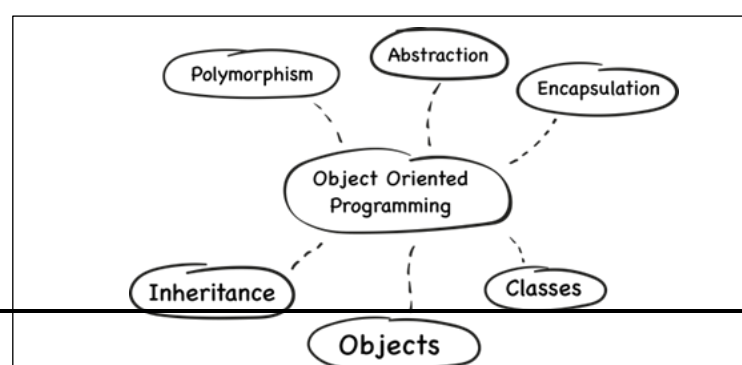 Abstraction
Polymorphism
Encapsulation
Object Oriented
Programming
Inheritance
Classes
Objects